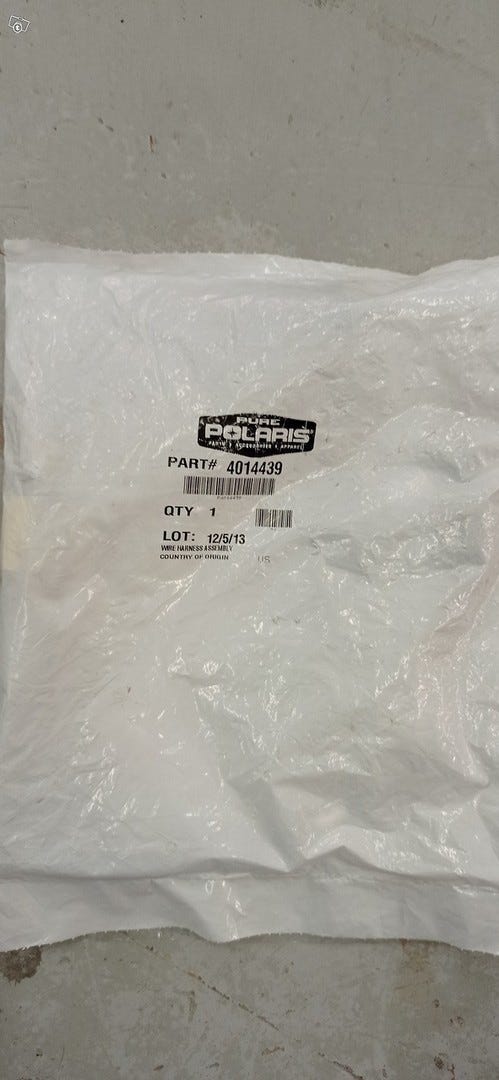 PURE
POLARIS
PARTS ACCESSORIES & APPAREL
PART# 4014439
QTY 1
LOT: 12/5/13
WIRE HARNESS ASSEMBLY
COUNTRY OF ORIGIN US